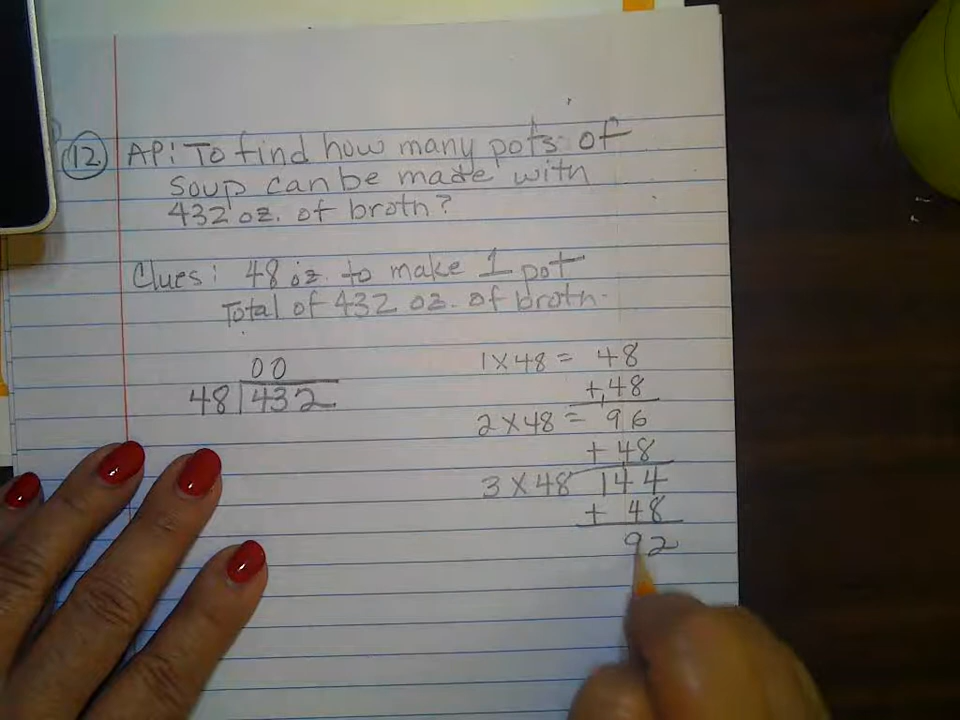 12 AP: To find how many pots of
soup can be made with
432 oz. of broth?
Clues: 48 oz. to make 1 pot
Total of 432 oz. of broth.
00
48 432
1 x 48 = 48
+ 48
2 x 48 = 96
+ 48
3 x 48 144
+ 48
92